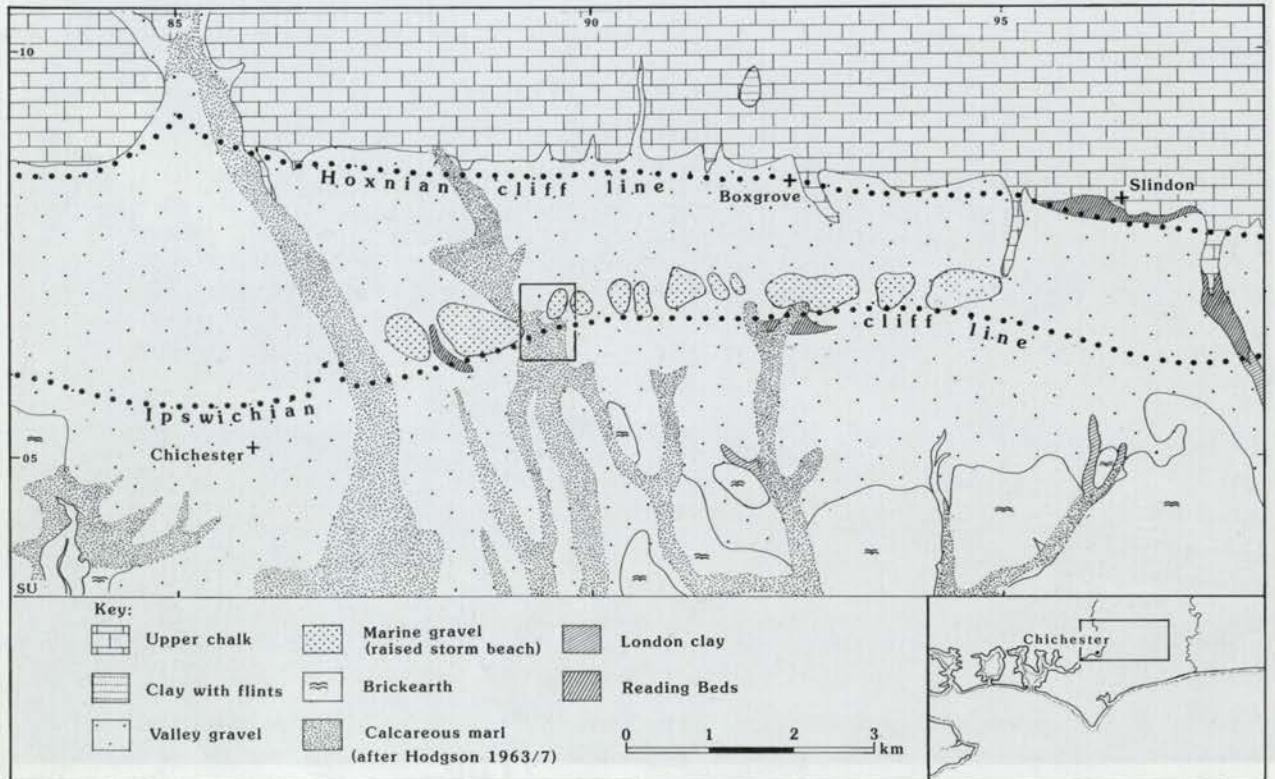 85 90 95
10
Hoxnian cliff line
Boxgrove
Slindon
cliff line
Ipswichian
Chichester
05
SU
Key:
Upper chalk
Clay with flints
Valley gravel
Marine gravel
(raised storm beach)
Brickearth
Calcareous marl
(after Hodgson 1963/7)
London clay
Reading Beds
0 1 2 3
km
Chichester